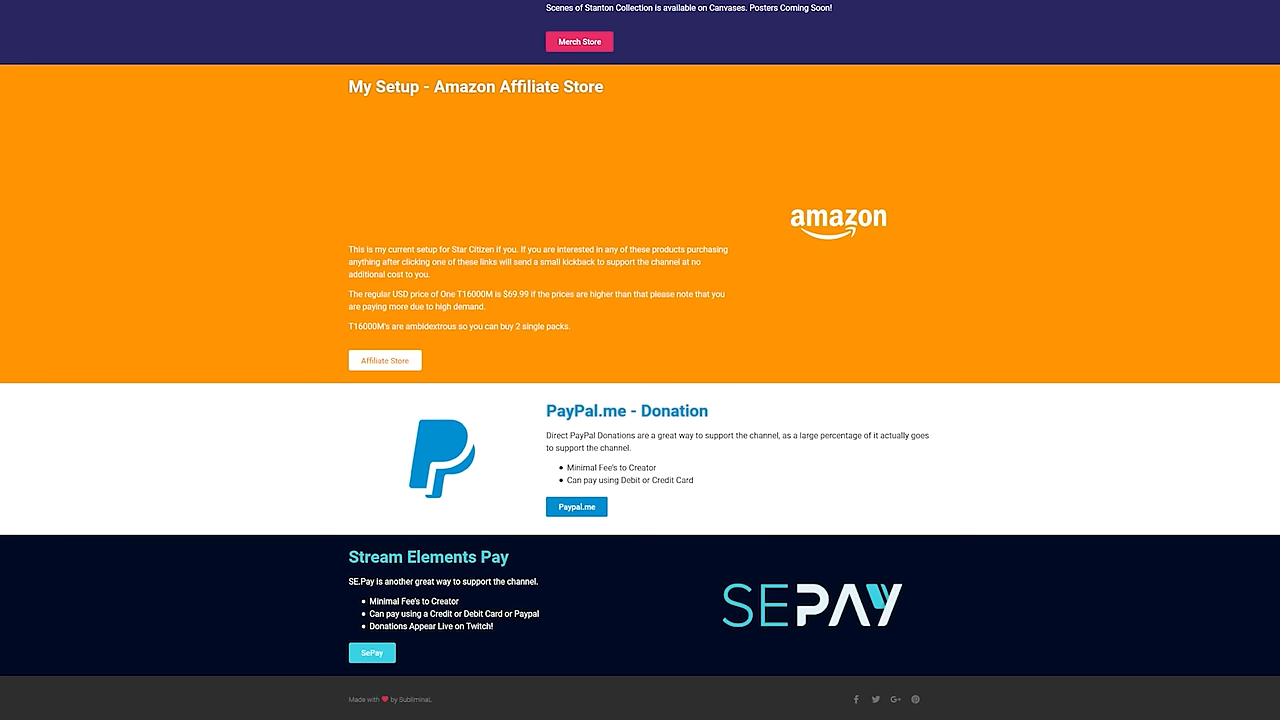 Scenes of Stanton Collection is available on Canvases. Posters Coming Soon!
Merch Store
My Setup - Amazon Affiliate Store
amazon
This is my current setup for Star Citizen if you. If you are interested in any of these products purchasing
anything after clicking one of these links will send a small kickback to support the channel at no
additional cost to you.
The regular USD price of One T16000M is $69.99 if the prices are higher than that please note that you
are paying more due to high demand.
T16000M's are ambidextrous so you can buy 2 single packs.
Affiliate Store
PayPal.me - Donation
Direct PayPal Donations are a great way to support the channel, as a large percentage of it actually goes
to support the channel.
Minimal Fee's to Creator
Can pay using Debit or Credit Card
Paypal.me
Stream Elements Pay
SE.Pay is another great way to support the channel.
Minimal Fee's to Creator
Can pay using a Credit or Debit Card or Paypal
Donations Appear Live on Twitch!
SePay
SEPAY
Made with ❤ by SubliminaL